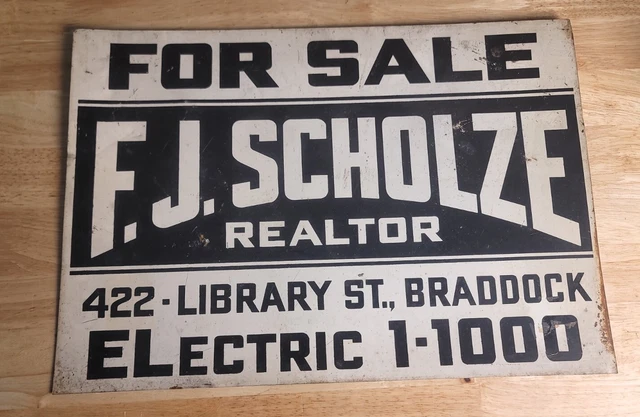 FOR SALE
F.J. SCHOLZE
REALTOR
422-LIBRARY ST., BRADDOCK
ELECTRIC 1-1000